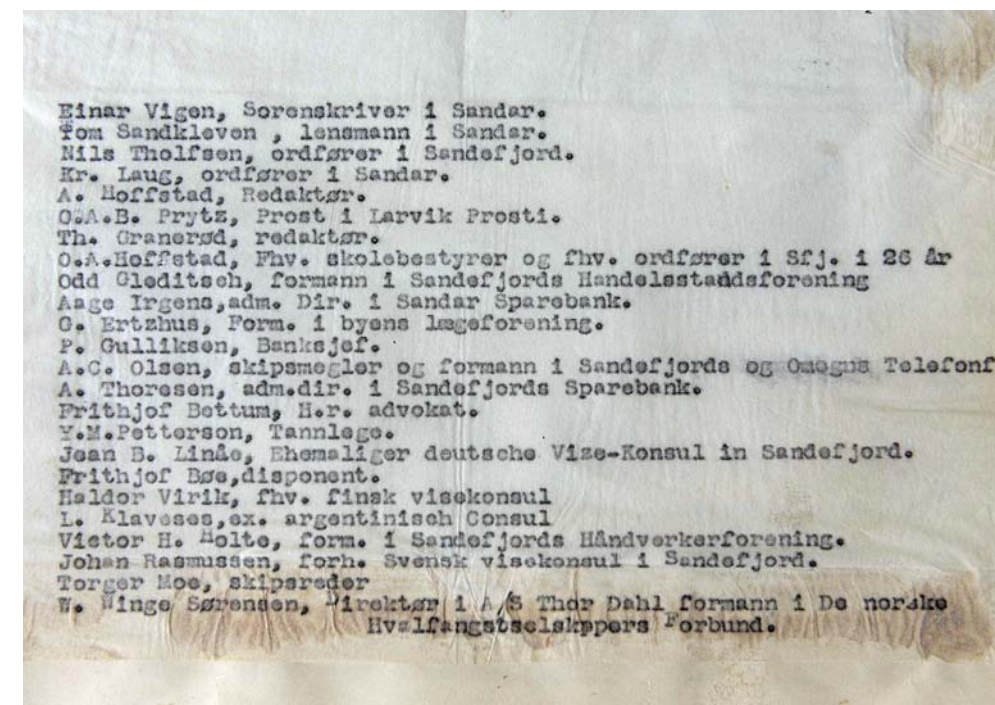 Einar Vigen, Sorenskriver i Sandar.
Tom Sandkleven , lensmann i Sandar.
Nils Tholfsen, ordfører i Sandefjord.
Kr. Laug, ordfører i Sandar.
A. Hoffstad, Redaktør.
O.A.B. Prytz, Prost i Larvik Prosti.
Th. Granerød, redaktør.
O.A.Hoffstad, Fhv. skolebestyrer og fhv. ordfører i Sfj. i 26 år
Odd Gleditsch, formann i Sandefjords Handelsstaddsforening
Aage Irgens,adm. Dir. i Sandar Sparebank.
G. Ertzhus, Form. i byens lægeforening.
P. Gulliksen, Banksjef.
A.C. Olsen, skipsmegler og formann i Sandefjords og Omegns Telefonf
A. Thoresen, adm.dir. i Sandefjords Sparebank.
Frithjof Bettum, H.r. advokat.
Y.M.Petterson, Tannlege.
Jean B. Linåe, Ehemaliger deutsche Vize-Konsul in Sandefjord.
Frithjof Bøe,disponent.
Haldor Virik, fhv. finsk visekonsul
L. Klaveses,ex. argentinisch Consul
Victor H. Holte, form. i Sandefjords Håndverkerforening.
Johan Rasmussen, forh. Svensk visekonsul i Sandefjord.
Torger Moe, skipsreder
W. Winge Sørensen, Direktør i A/S Thor Dahl formann i De norske
Hvalfangstselskppers Forbund.